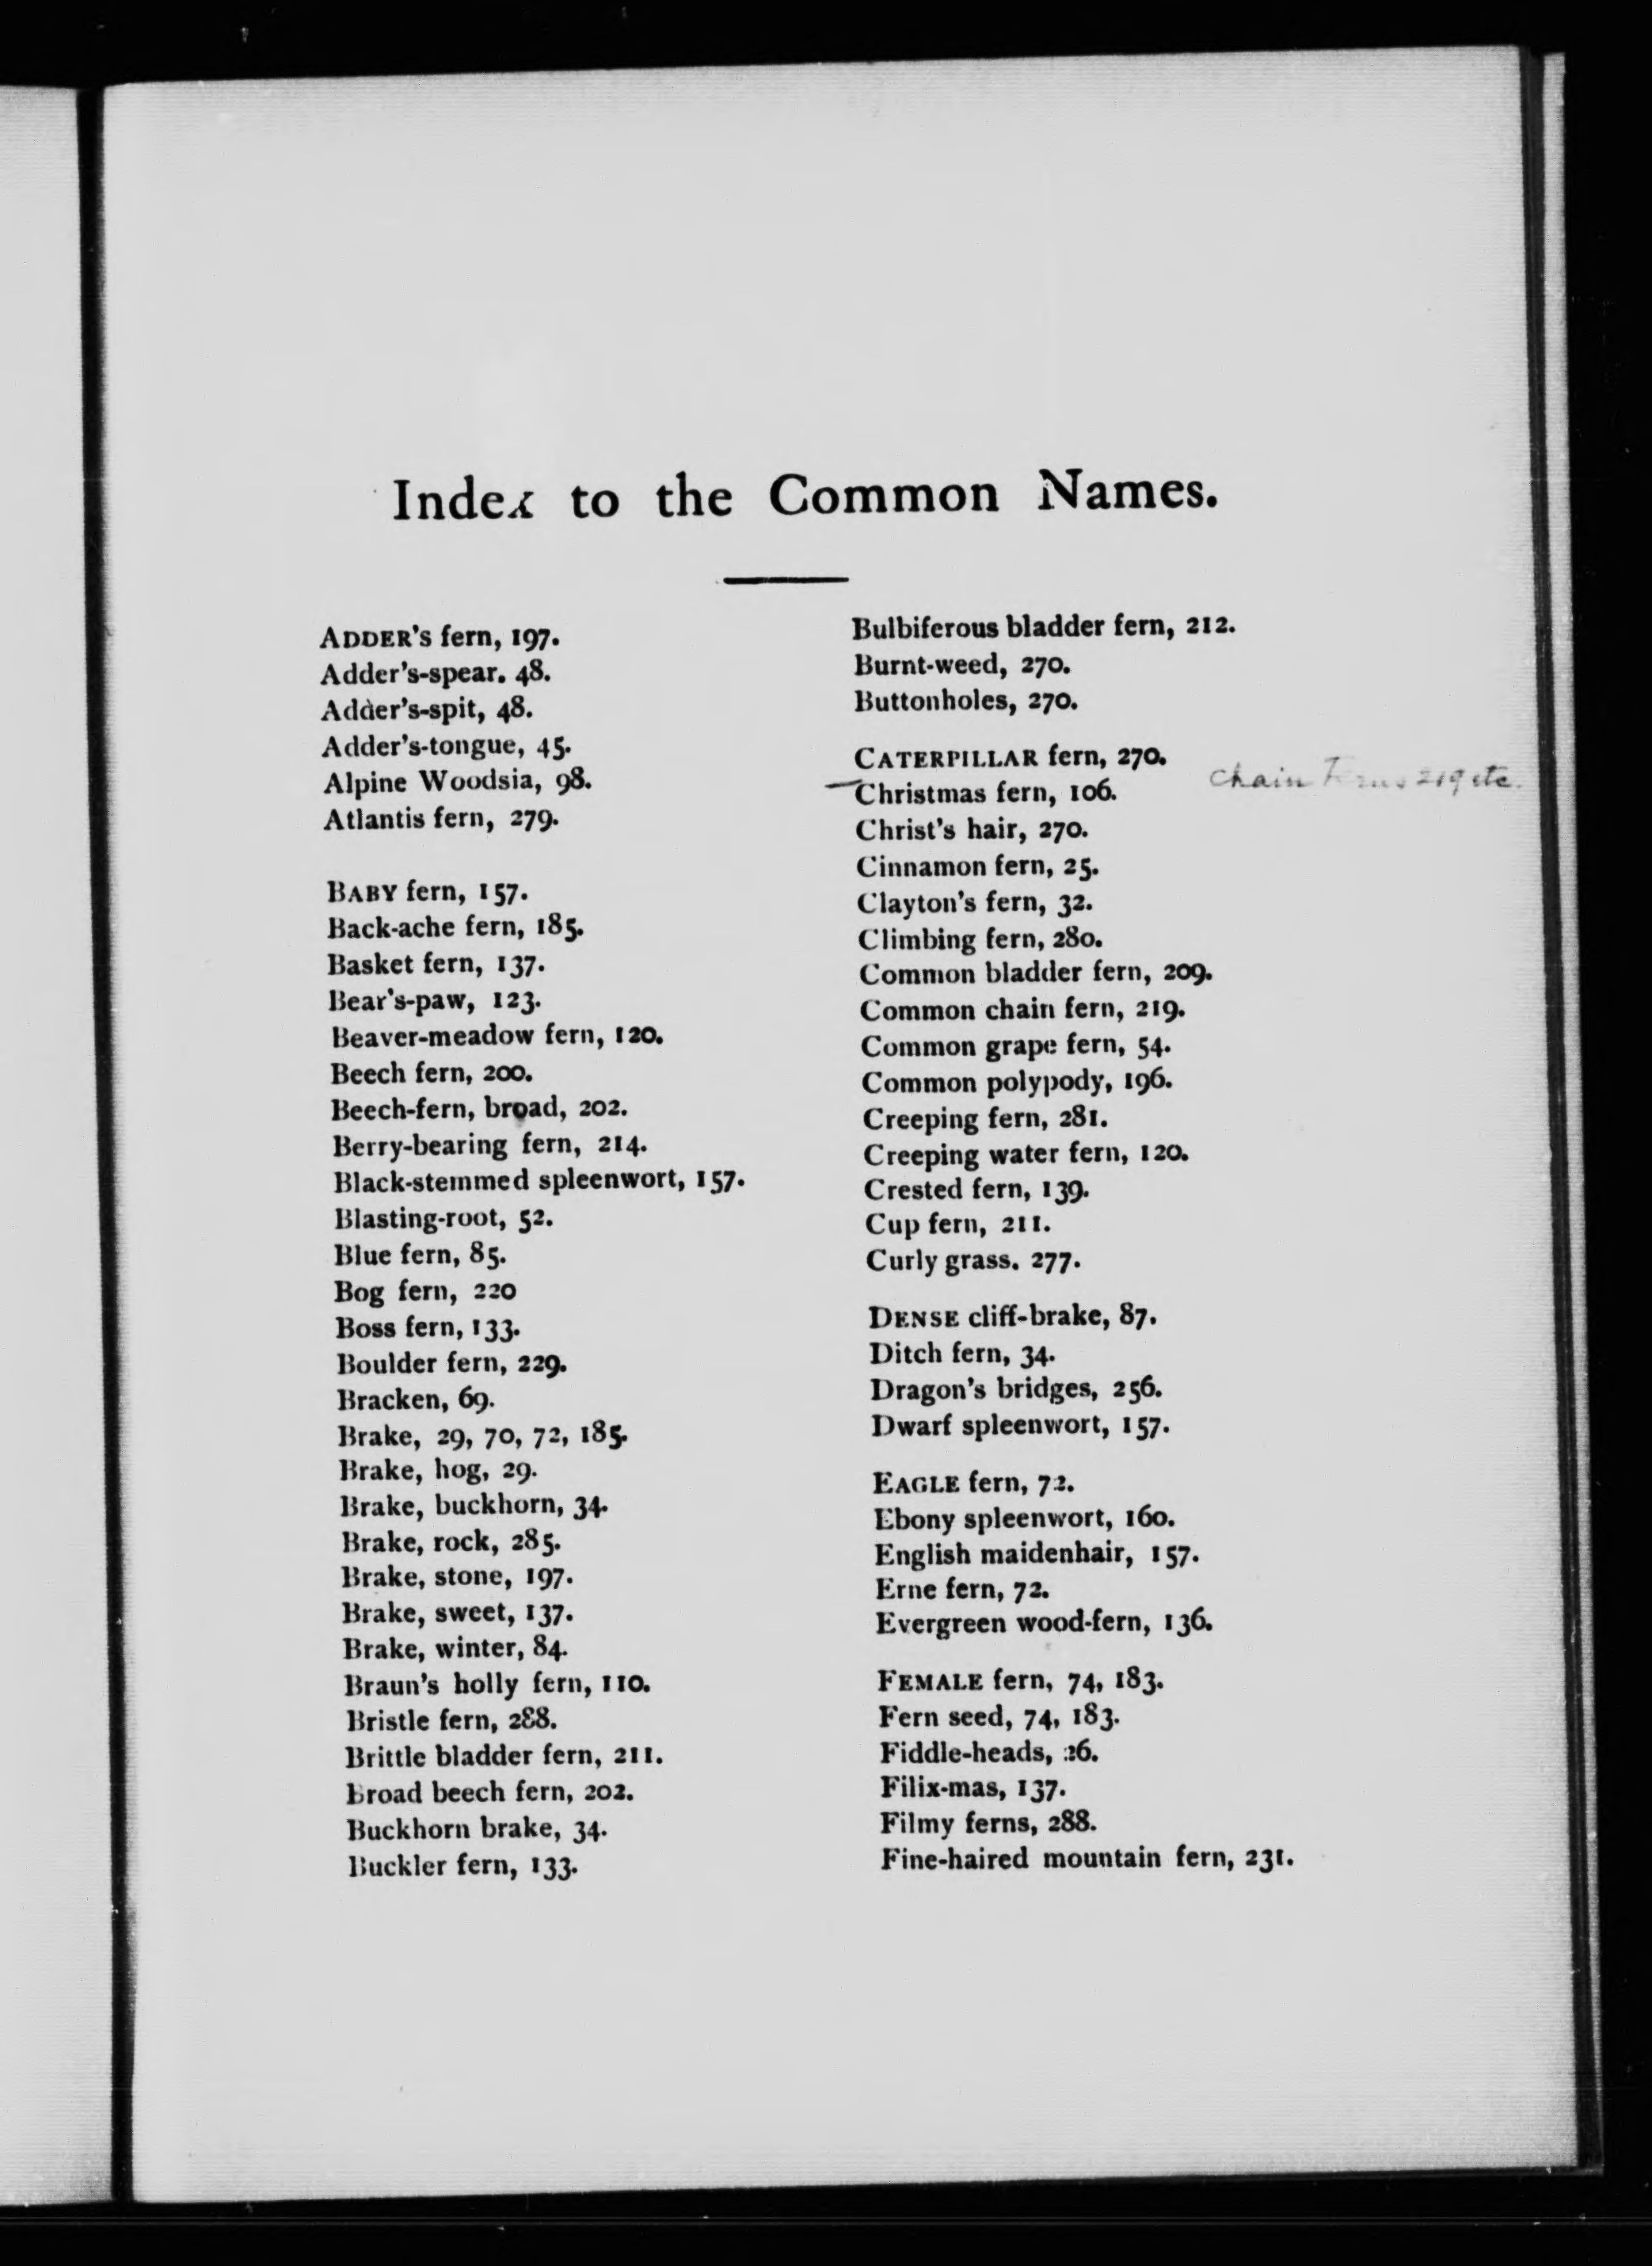 Index to the Common Names.
ADDER's fern, 197.
Adder's-spear. 48.
Adder's-spit, 48.
Adder's-tongue, 45.
Alpine Woodsia, 98.
Atlantis fern, 279.
BABY fern, 157.
Back-ache fern, 185.
Basket fern, 137.
Bear's-paw, 123.
Beaver-meadow fern, 120.
Beech fern, 200.
Beech-fern, broad, 202.
Berry-bearing fern, 214.
Black-stemmed spleenwort, 157.
Blasting-root, 52.
Blue fern, 85.
Bog fern, 220
Boss fern, 133.
Boulder fern, 229.
Bracken, 69.
Brake, 29, 70, 72, 185.
Brake, hog, 29.
Brake, buckhorn, 34.
Brake, rock, 285.
Brake, stone, 197.
Brake, sweet, 137.
Brake, winter, 84.
Braun's holly fern, 110.
Bristle fern, 288.
Brittle bladder fern, 211.
Broad beech fern, 202.
Buckhorn brake, 34.
Buckler fern, 133.
Bulbiferous bladder fern, 212.
Burnt-weed, 270.
Buttonholes, 270.
CATERPILLAR fern, 270.
Chain Ferns 219 etc.
Christmas fern, 106.
Christ's hair, 270.
Cinnamon fern, 25.
Clayton's fern, 32.
Climbing fern, 280.
Common bladder fern, 209.
Common chain fern, 219.
Common grape fern, 54.
Common polypody, 196.
Creeping fern, 281.
Creeping water fern, 120.
Crested fern, 139.
Cup fern, 211.
Curly grass. 277.
DENSE cliff-brake, 87.
Ditch fern, 34.
Dragon's bridges, 256.
Dwarf spleenwort, 157.
EAGLE fern, 72.
Ebony spleenwort, 160.
English maidenhair, 157.
Erne fern, 72.
Evergreen wood-fern, 136.
FEMALE fern, 74, 183.
Fern seed, 74, 183.
Fiddle-heads, 26.
Filix-mas, 137.
Filmy ferns, 288.
Fine-haired mountain fern, 231.